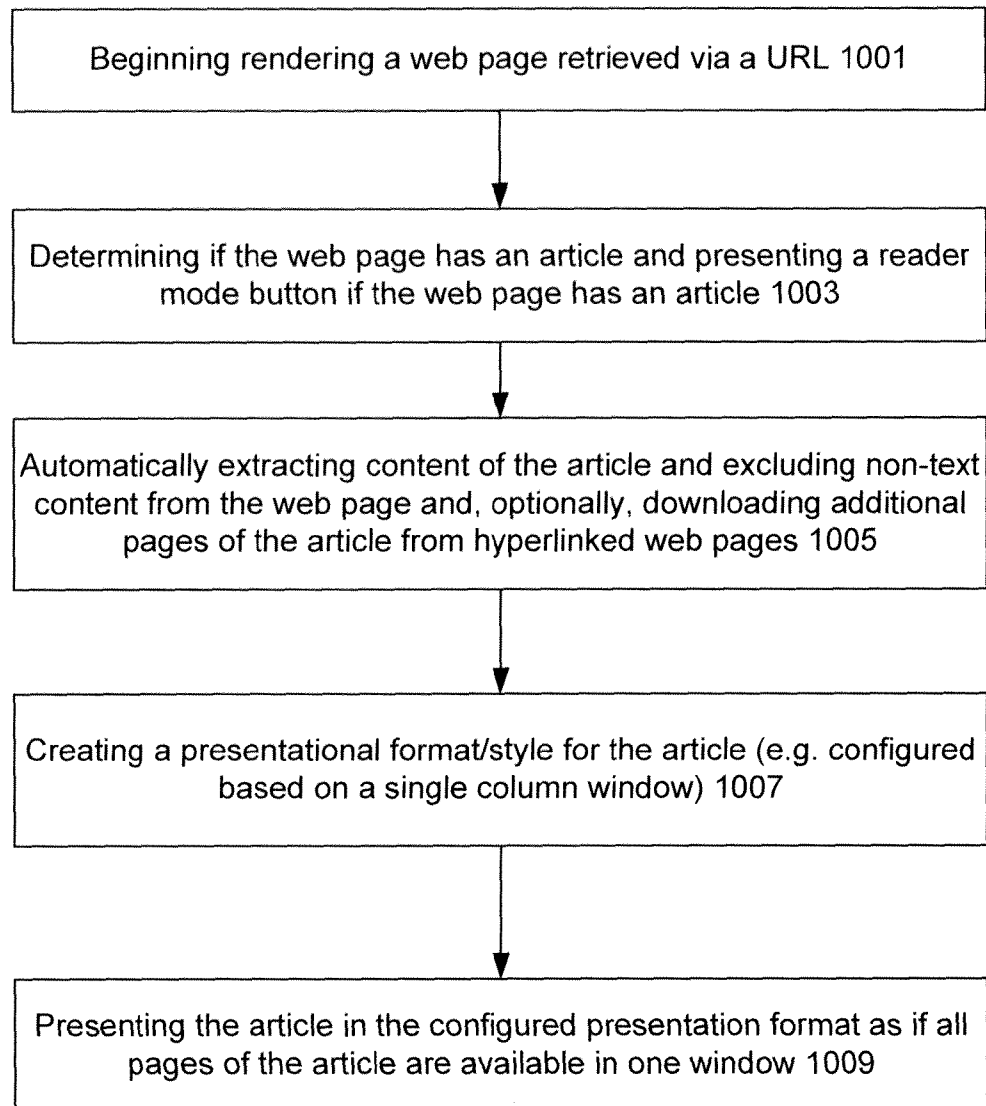 Beginning rendering a web page retrieved via a URL 1001
Determining if the web page has an article and presenting a reader
mode button if the web page has an article 1003
Automatically extracting content of the article and excluding non-text
content from the web page and, optionally, downloading additional
pages of the article from hyperlinked web pages 1005
Creating a presentational format/style for the article (e.g. configured
based on a single column window) 1007
Presenting the article in the configured presentation format as if all
pages of the article are available in one window 1009